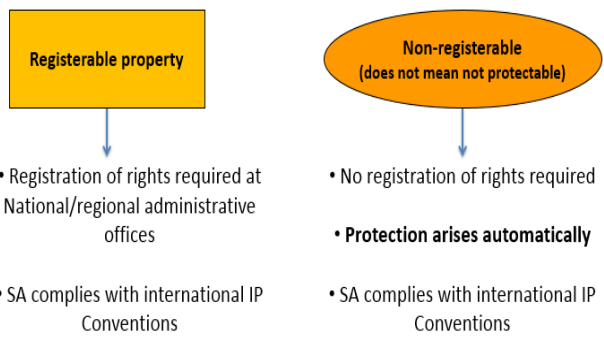 Registerable property
• Registration of rights required at
National/regional administrative
offices
• SA complies with international IP
Conventions
Non-registerable
(does not mean not protectable)
• No registration of rights required
• Protection arises automatically
• SA complies with international IP
Conventions